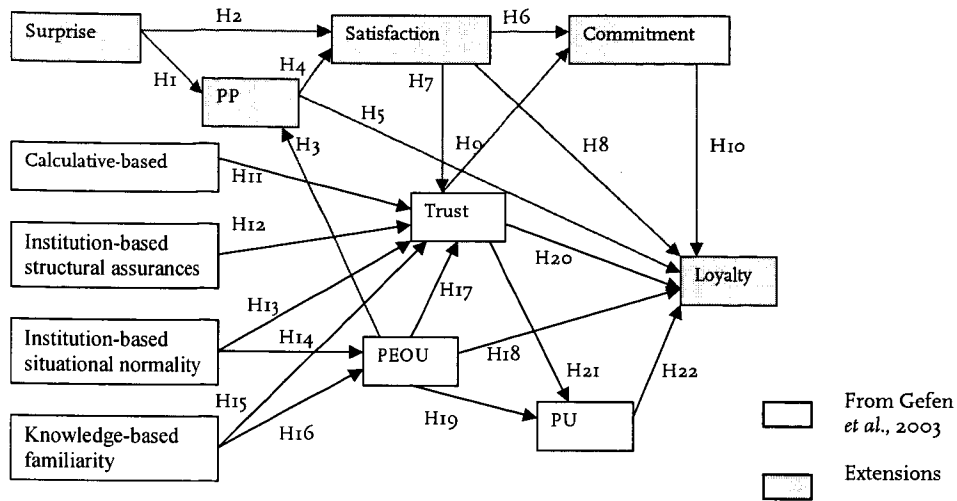 H2
H6
Surprise
Satisfaction
Commitment
H1
H4
H7
PP
H5
H3
H9
H8
H10
Calculative-based
H11
Trust
H12
Institution-based
structural assurances
H20
Loyalty
H13
H17
Institution-based
situational normality
H14
PEOU
H18
H15
H21
H22
Knowledge-based
familiarity
H16
H19
PU
From Gefen
et al., 2003
Extensions